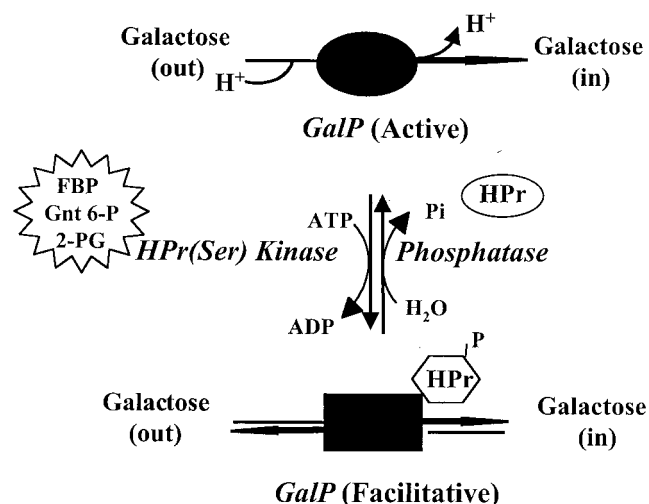 H⁺
Galactose
(out)
H⁺
Galactose
(in)
GalP (Active)
FBP
Gnt 6-P
2-PG
HPr(Ser) Kinase
ATP
ADP
Pi
HPr
Phosphatase
H₂O
P
HPr
Galactose
(out)
Galactose
(in)
GalP (Facilitative)